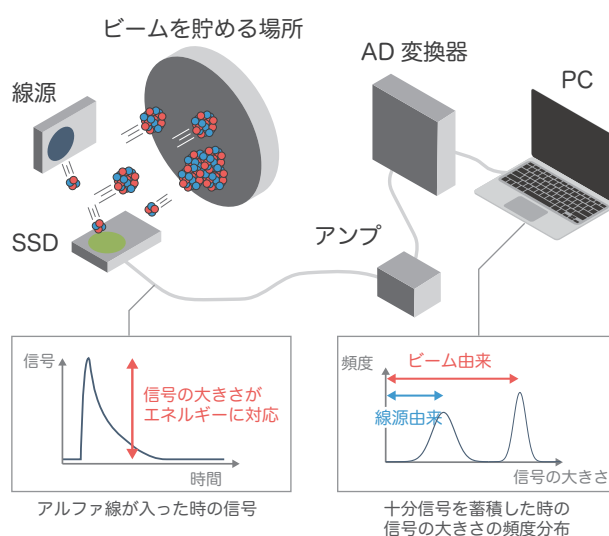 ビームを貯める場所
AD 変換器
PC
線源
SSD
アンプ
信号
信号の大きさが
エネルギーに対応
時間
アルファ線が入った時の信号
頻度
ビーム由来
線源由来
信号の大きさ
十分信号を蓄積した時の
信号の大きさの頻度分布